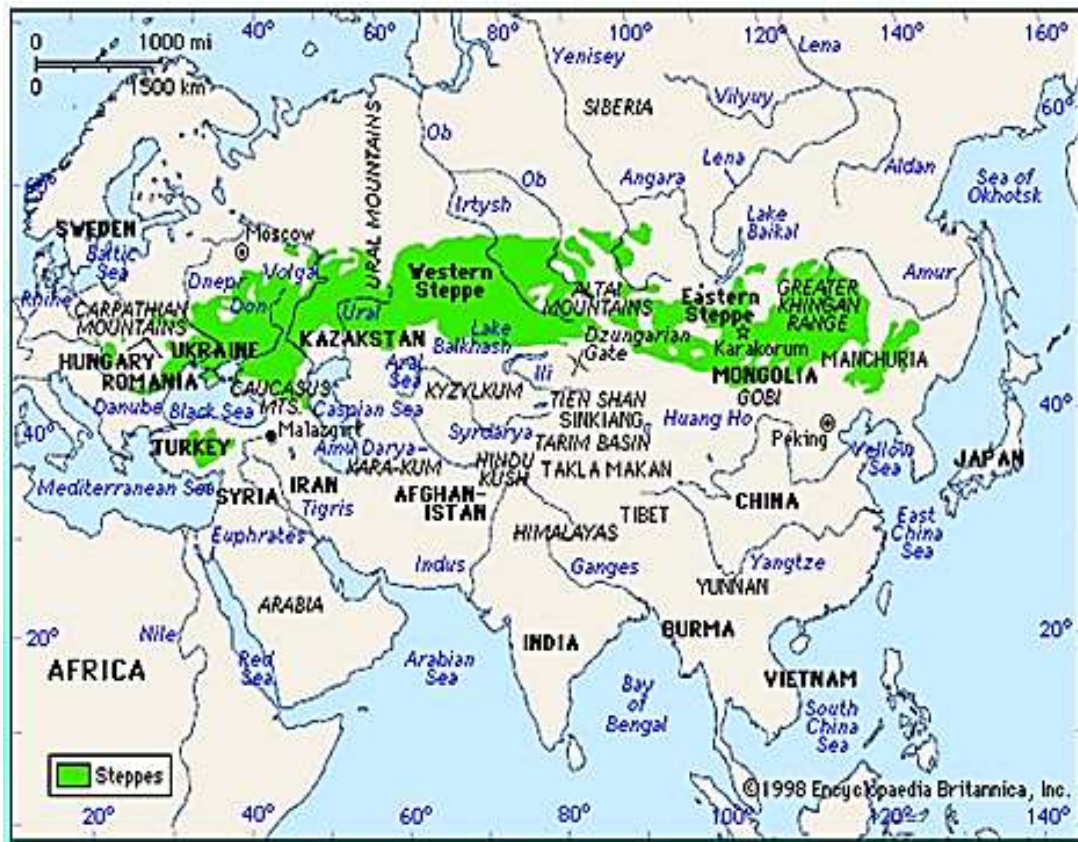 40° 60° 80° 100° 120° 140° 160°
0 1000 mi
0 1500 km
Yenisey
Lena
SIBERIA
Vilyuy
60°
URAL MOUNTAINS
Ob
Lena
Aldan
Sea of
Okhotsk
Ob
Angara
Irtysh
SWEDEN
Moscow
Lake
Baikal
Baltic
Sea
Dnepr
Volga
Western
Steppe
ALTAI
MOUNTAINS
Eastern
Steppe
GREATER
KHINGAN
RANGE
Amur
Rhine
CARPATHIAN
MOUNTAINS
Don
Ural
KAZAKSTAN
Lake
Balkhash
Dzungarian
Gate
Karakorum
MANCHURIA
HUNGARY
UKRAINE
ROMANIA
Aral
Sea
Ili
MONGOLIA
GOBI
CAUCASUS
MTS.
KYZYLKUM
TIEN SHAN
SINKIANG
Danube
Black Sea
Caspian Sea
Huang Ho
40°
40°
Malazgirt
Syrdarya
TARIM BASIN
Peking
TURKEY
Amu Darya
KARA-KUM
HINDU
KUSH
TAKLA MAKAN
Yellow
Sea
JAPAN
Mediterranean Sea
SYRIA
IRAN
AFGHAN-
ISTAN
CHINA
Tigris
TIBET
Euphrates
HIMALAYAS
East
China
Sea
Indus
Ganges
Yangtze
YUNNAN
ARABIA
20°
Nile
INDIA
BURMA
20°
AFRICA
Red
Sea
Arabian
Sea
Bay
of
Bengal
VIETNAM
South
China
Sea
Steppes
©1998 Encyclopaedia Britannica, Inc.
20° 40° 60° 80° 100° 120° 140°